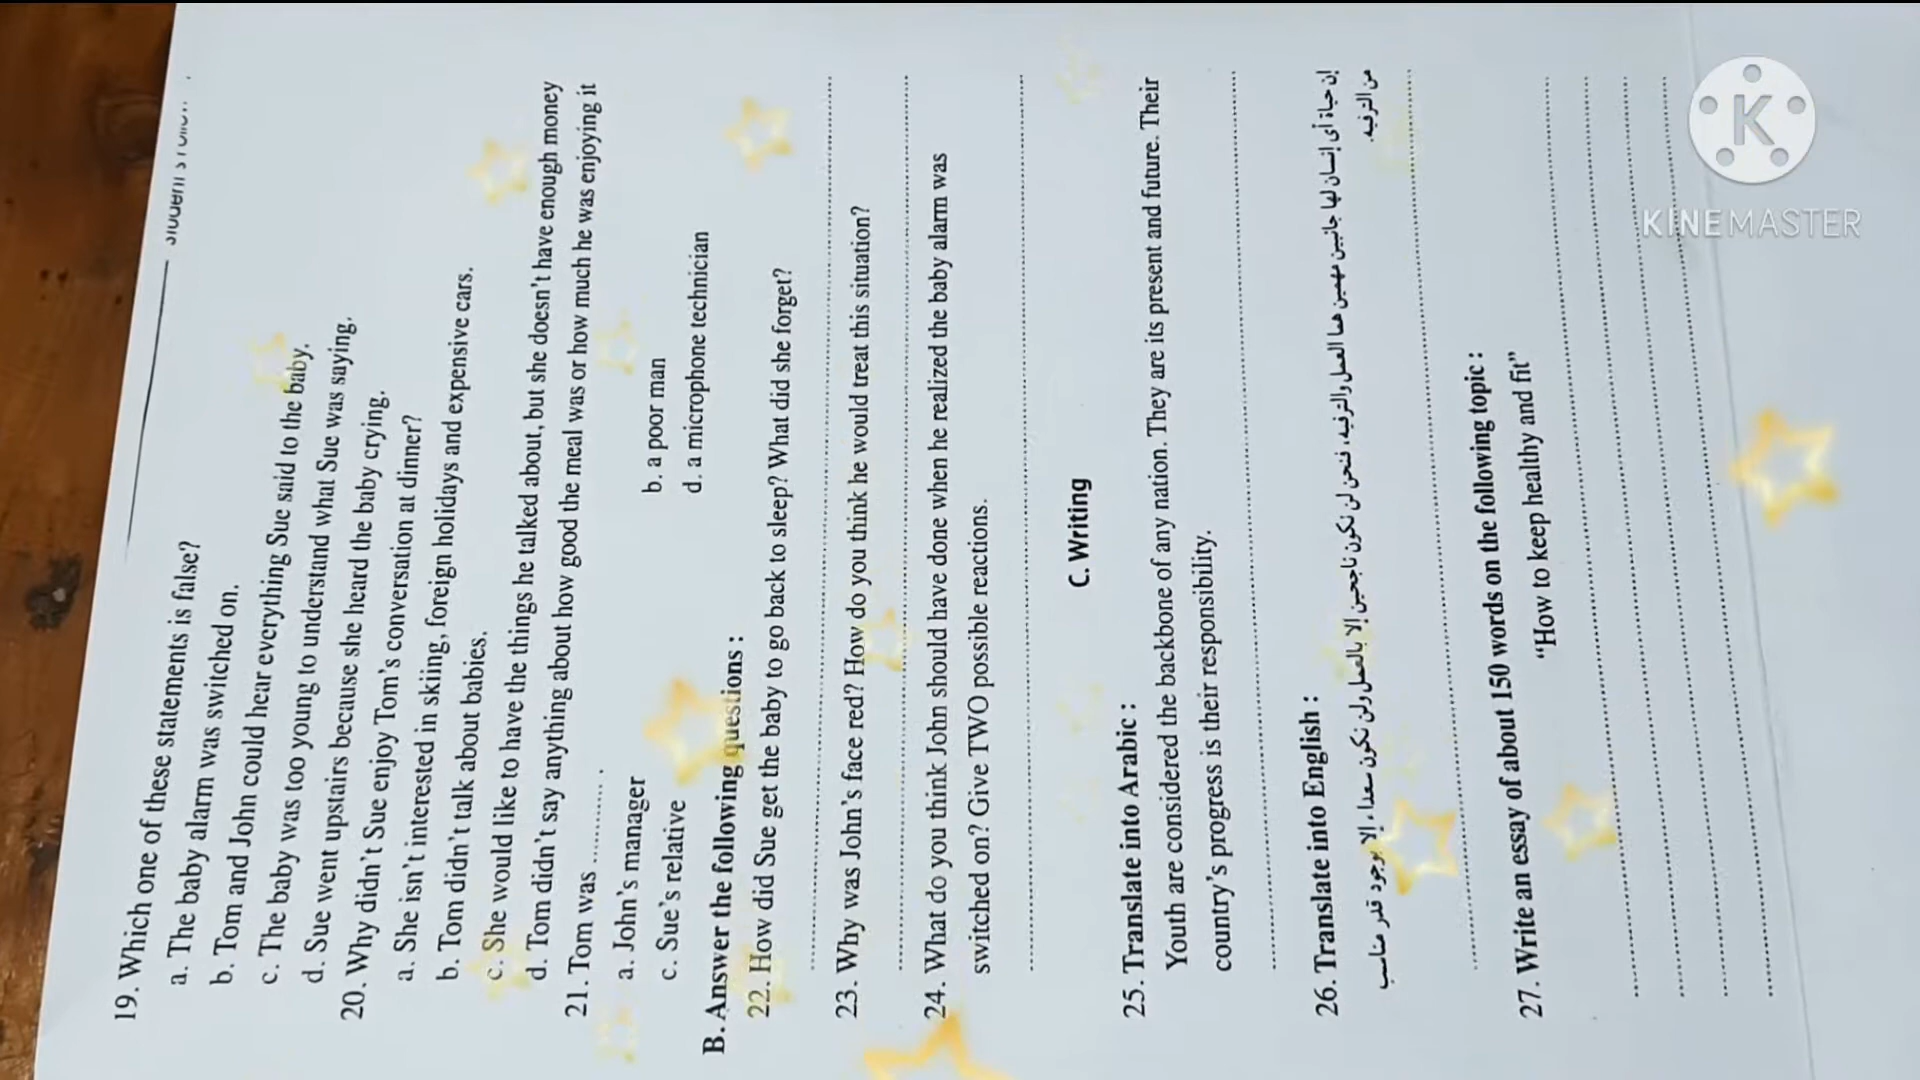 19. Which one of these statements is false?
a. The baby alarm was switched on.
b. Tom and John could hear everything Sue said to the baby.
c. The baby was too young to understand what Sue was saying.
d. Sue went upstairs because she heard the baby crying.
20. Why didn't Sue enjoy Tom's conversation at dinner?
a. She isn't interested in skiing, foreign holidays and expensive cars.
b. Tom didn't talk about babies.
c. She would like to have the things he talked about, but she doesn't have enough money
d. Tom didn't say anything about how good the meal was or how much he was enjoying it
21. Tom was ..........
a. John's manager
b. a poor man
c. Sue's relative
d. a microphone technician
B. Answer the following questions :
22. How did Sue get the baby to go back to sleep? What did she forget?
23. Why was John's face red? How do you think he would treat this situation?
24. What do you think John should have done when he realized the baby alarm was
switched on? Give TWO possible reactions.
C. Writing
25. Translate into Arabic :
Youth are considered the backbone of any nation. They are its present and future. Their
country's progress is their responsibility.
26. Translate into English :
إن حياة أى إنسان لها جانبين مهمين هما العمل والترفيه، فنحن لن نكون ناجحين إلا بالعمل ولن نكون سعداء إلا بوجود قدر مناسب
من الترفيه.
27. Write an essay of about 150 words on the following topic :
“How to keep healthy and fit”
K
KINEMASTER